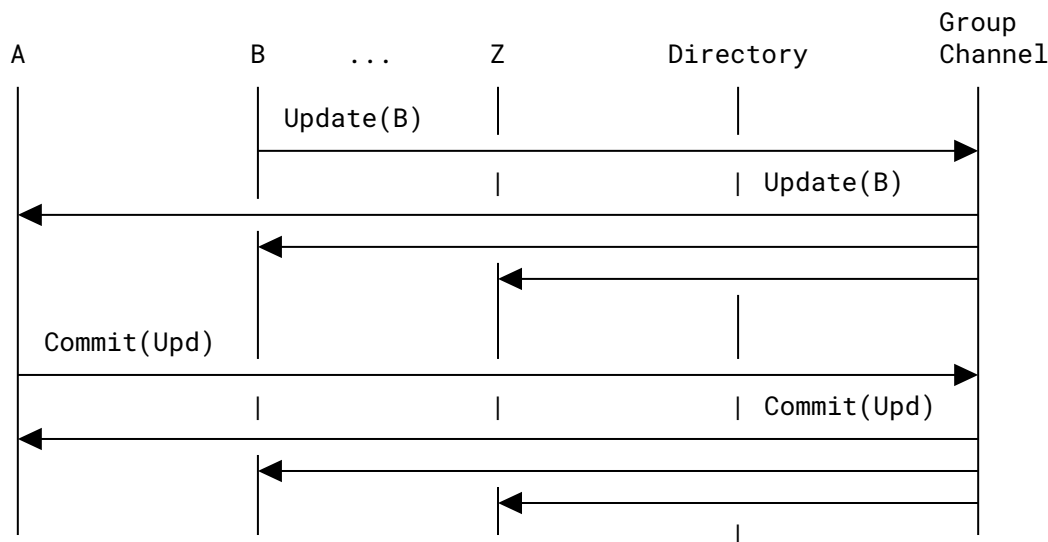 Group
A B ... Z Directory Channel
Update(B)
Update(B)
Commit(Upd)
Commit(Upd)